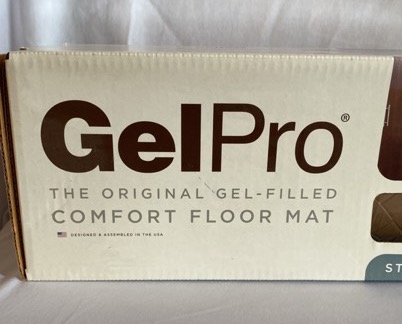 GelPro®
THE ORIGINAL GEL-FILLED
COMFORT FLOOR MAT
DESIGNED & ASSEMBLED IN THE USA
ST